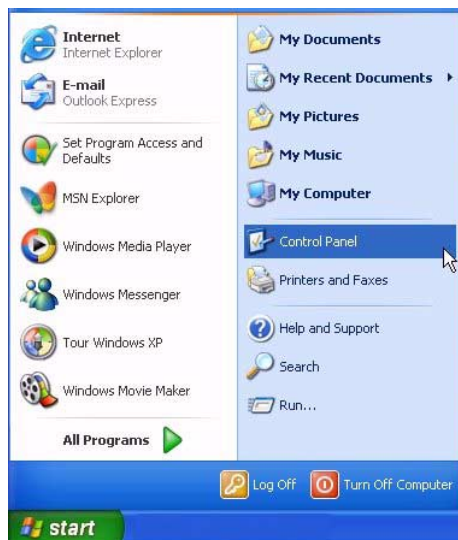 Internet
Internet Explorer
E-mail
Outlook Express
Set Program Access and
Defaults
MSN Explorer
Windows Media Player
Windows Messenger
Tour Windows XP
Windows Movie Maker
All Programs
My Documents
My Recent Documents
My Pictures
My Music
My Computer
Control Panel
Printers and Faxes
Help and Support
Search
Run...
Log Off
Turn Off Computer
start